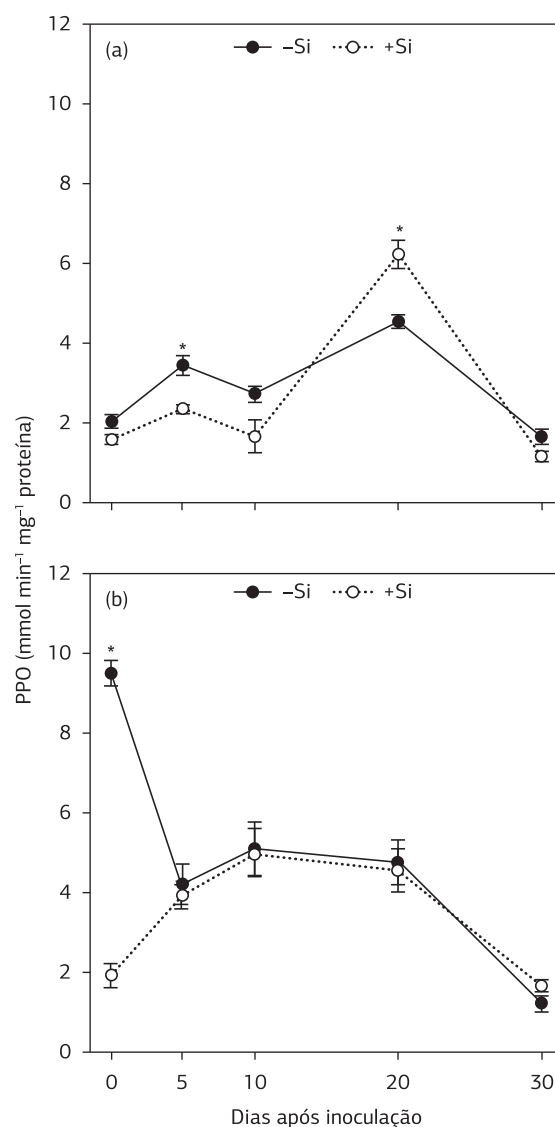 12
(a)
–Si
+Si
10
8
6
*
*
4
2
0
PPO (mmol min⁻¹ mg⁻¹ proteína)
12
(b)
–Si
+Si
10
*
8
6
4
2
0
0
5
10
20
30
Dias após inoculação